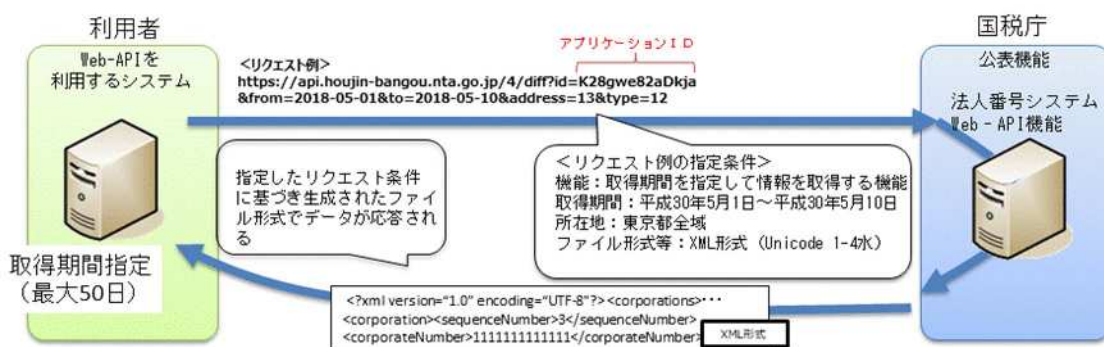 利用者
Web-APIを
利用するシステム
取得期間指定
(最大50日)
アプリケーションID
<リクエスト例>
https://api.houjin-bangou.nta.go.jp/4/diff?id=K28gwe82aDkja
&from=2018-05-01&to=2018-05-10&address=13&type=12
指定したリクエスト条件
に基づき生成されたファイ
ル形式でデータが応答され
る
<リクエスト例の指定条件>
機能：取得期間を指定して情報を取得する機能
取得期間：平成30年5月1日～平成30年5月10日
所在地：東京都全域
ファイル形式等：XML形式（Unicode 1-4水）
国税庁
公表機能
法人番号システム
Web‐API機能
<?xml version="1.0" encoding="UTF-8"?><corporations>・・・
<corporation><sequenceNumber>3</sequenceNumber>
<corporateNumber>1111111111111</corporateNumber>
XML形式